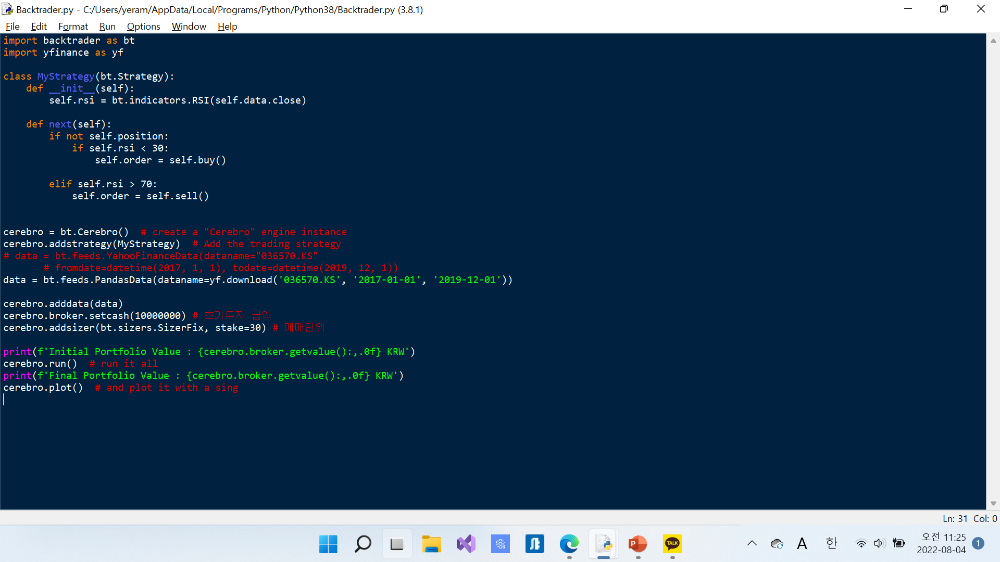 Backtrader.py - C:/Users/yeram/AppData/Local/Programs/Python/Python38/Backtrader.py (3.8.1)
File Edit Format Run Options Window Help
import backtrader as bt
import yfinance as yf
class MyStrategy(bt.Strategy):
    def __init__(self):
        self.rsi = bt.indicators.RSI(self.data.close)
    def next(self):
        if not self.position:
            if self.rsi < 30:
                self.order = self.buy()
        elif self.rsi > 70:
            self.order = self.sell()
cerebro = bt.Cerebro()  # create a "Cerebro" engine instance
cerebro.addstrategy(MyStrategy)  # Add the trading strategy
# data = bt.feeds.YahooFinanceData(dataname="036570.KS"
       # fromdate=datetime(2017, 1, 1), todate=datetime(2019, 12, 1))
data = bt.feeds.PandasData(dataname=yf.download('036570.KS', '2017-01-01', '2019-12-01'))
cerebro.adddata(data)
cerebro.broker.setcash(10000000) # 초기투자 금액
cerebro.addsizer(bt.sizers.SizerFix, stake=30) # 매매단위
print(f'Initial Portfolio Value : {cerebro.broker.getvalue():,.0f} KRW')
cerebro.run()  # run it all
print(f'Final Portfolio Value : {cerebro.broker.getvalue():,.0f} KRW')
cerebro.plot()  # and plot it with a sing
Ln: 31 Col: 0
P
TALK
A
한
오전 11:25
2022-08-04
1